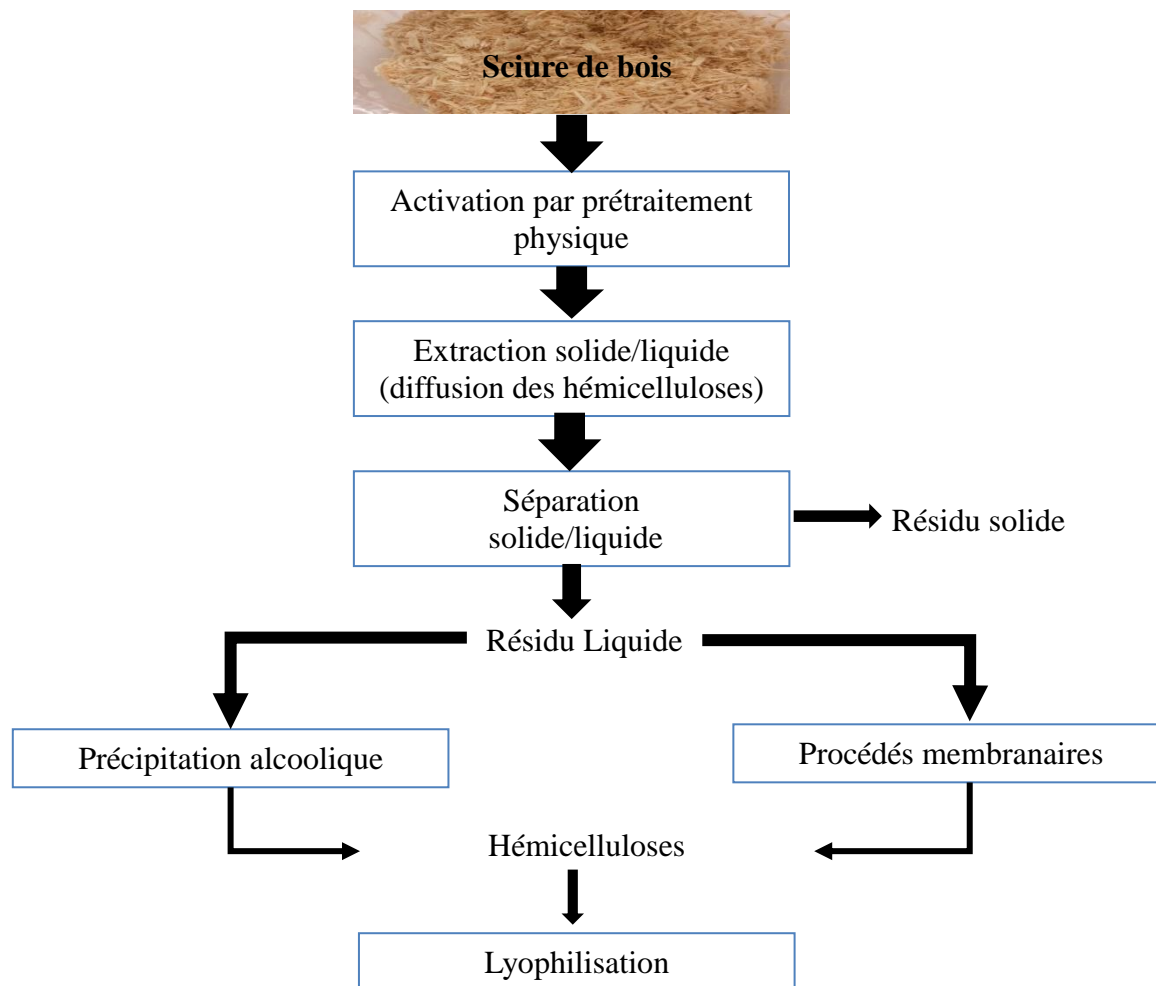 Sciure de bois
Activation par prétraitement
physique
Extraction solide/liquide
(diffusion des hémicelluloses)
Séparation
solide/liquide
Résidu solide
Résidu Liquide
Précipitation alcoolique
Procédés membranaires
Hémicelluloses
Lyophilisation